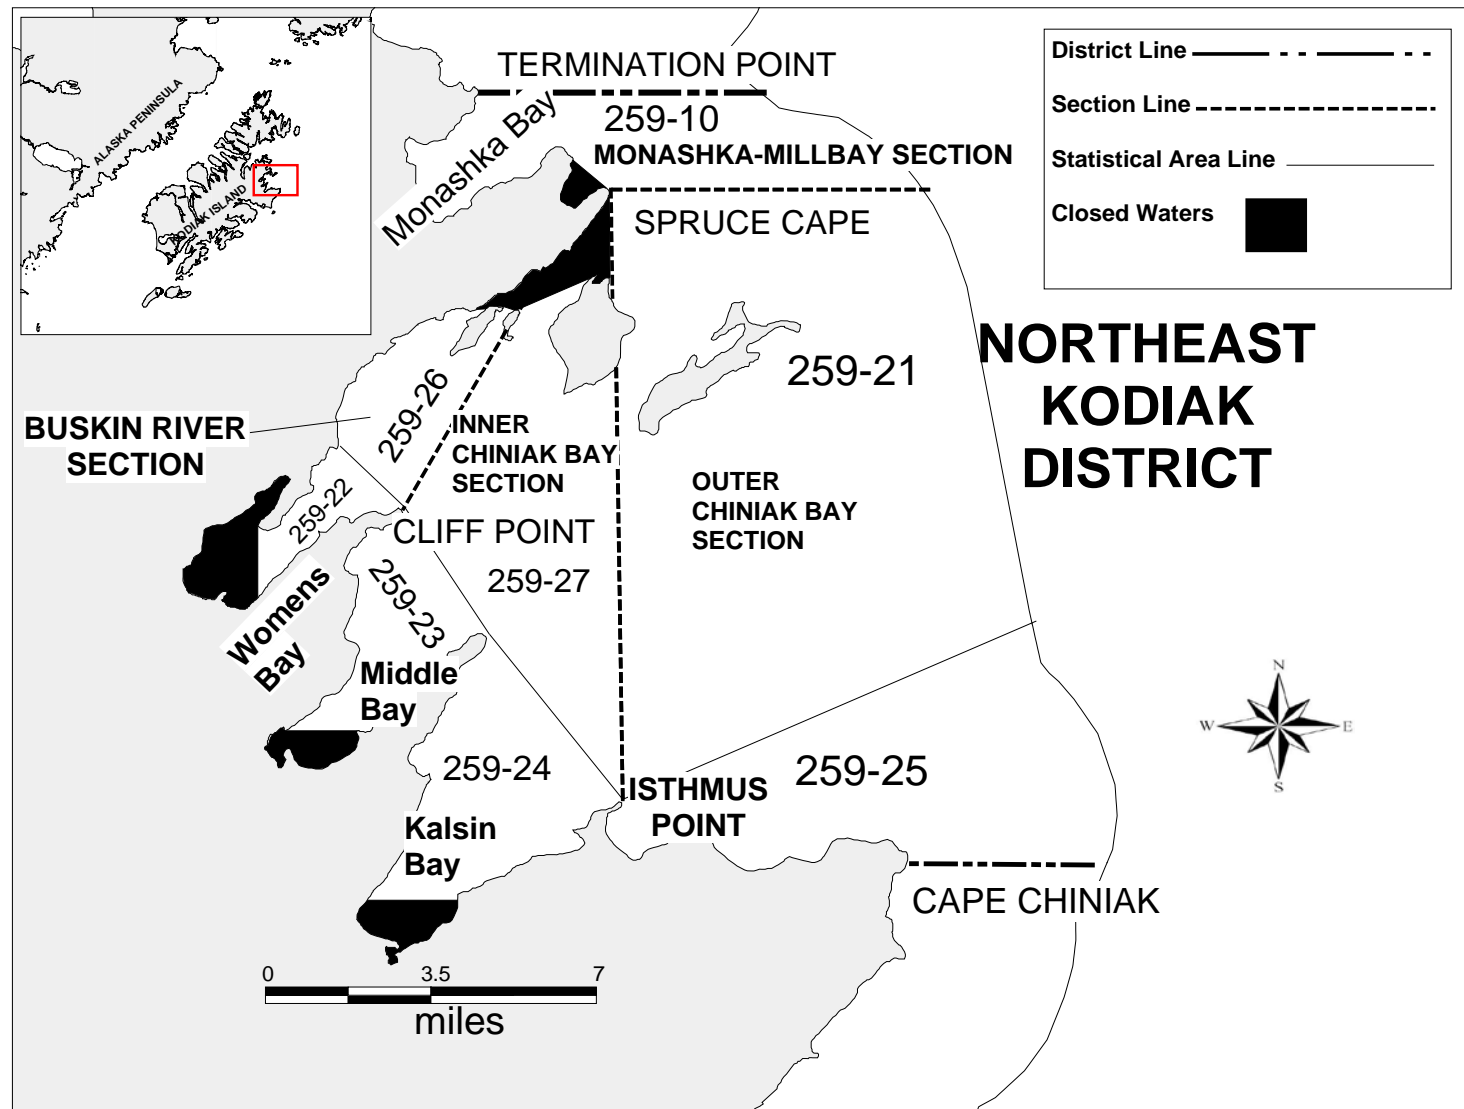 ALASKA PENINSULA
KODIAK ISLAND
TERMINATION POINT
259-10
MONASHKA-MILLBAY SECTION
Monashka Bay
SPRUCE CAPE
District Line
Section Line
Statistical Area Line
Closed Waters
NORTHEAST
KODIAK
DISTRICT
259-21
259-26
BUSKIN RIVER
SECTION
INNER
CHINIAK BAY
SECTION
OUTER
CHINIAK BAY
SECTION
259-22
CLIFF POINT
259-27
259-23
Womens
Bay
Middle
Bay
259-24
259-25
ISTHMUS
POINT
Kalsin
Bay
CAPE CHINIAK
N
W
E
S
0 3.5 7
miles